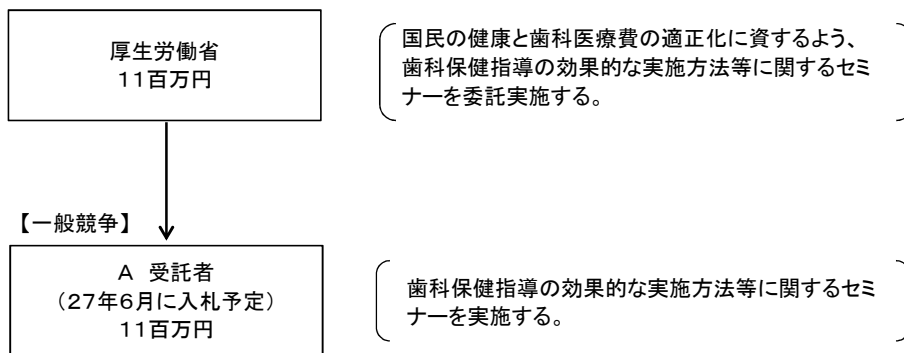 厚生労働省
11百万円
国民の健康と歯科医療費の適正化に資するよう、
歯科保健指導の効果的な実施方法等に関するセミ
ナーを委託実施する。
【一般競争】
A 受託者
(27年6月に入札予定)
11百万円
歯科保健指導の効果的な実施方法等に関するセミ
ナーを実施する。